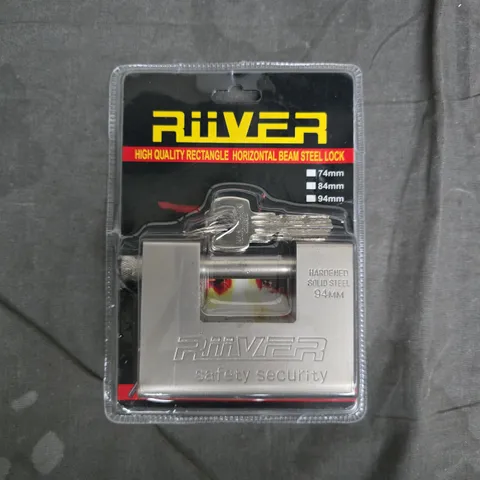 RiiVER
HIGH QUALITY RECTANGLE HORIZONTAL BEAM STEEL LOCK
74mm
84mm
94mm
HARDENED
SOLID STEEL
94MM
RiiVER
safety security